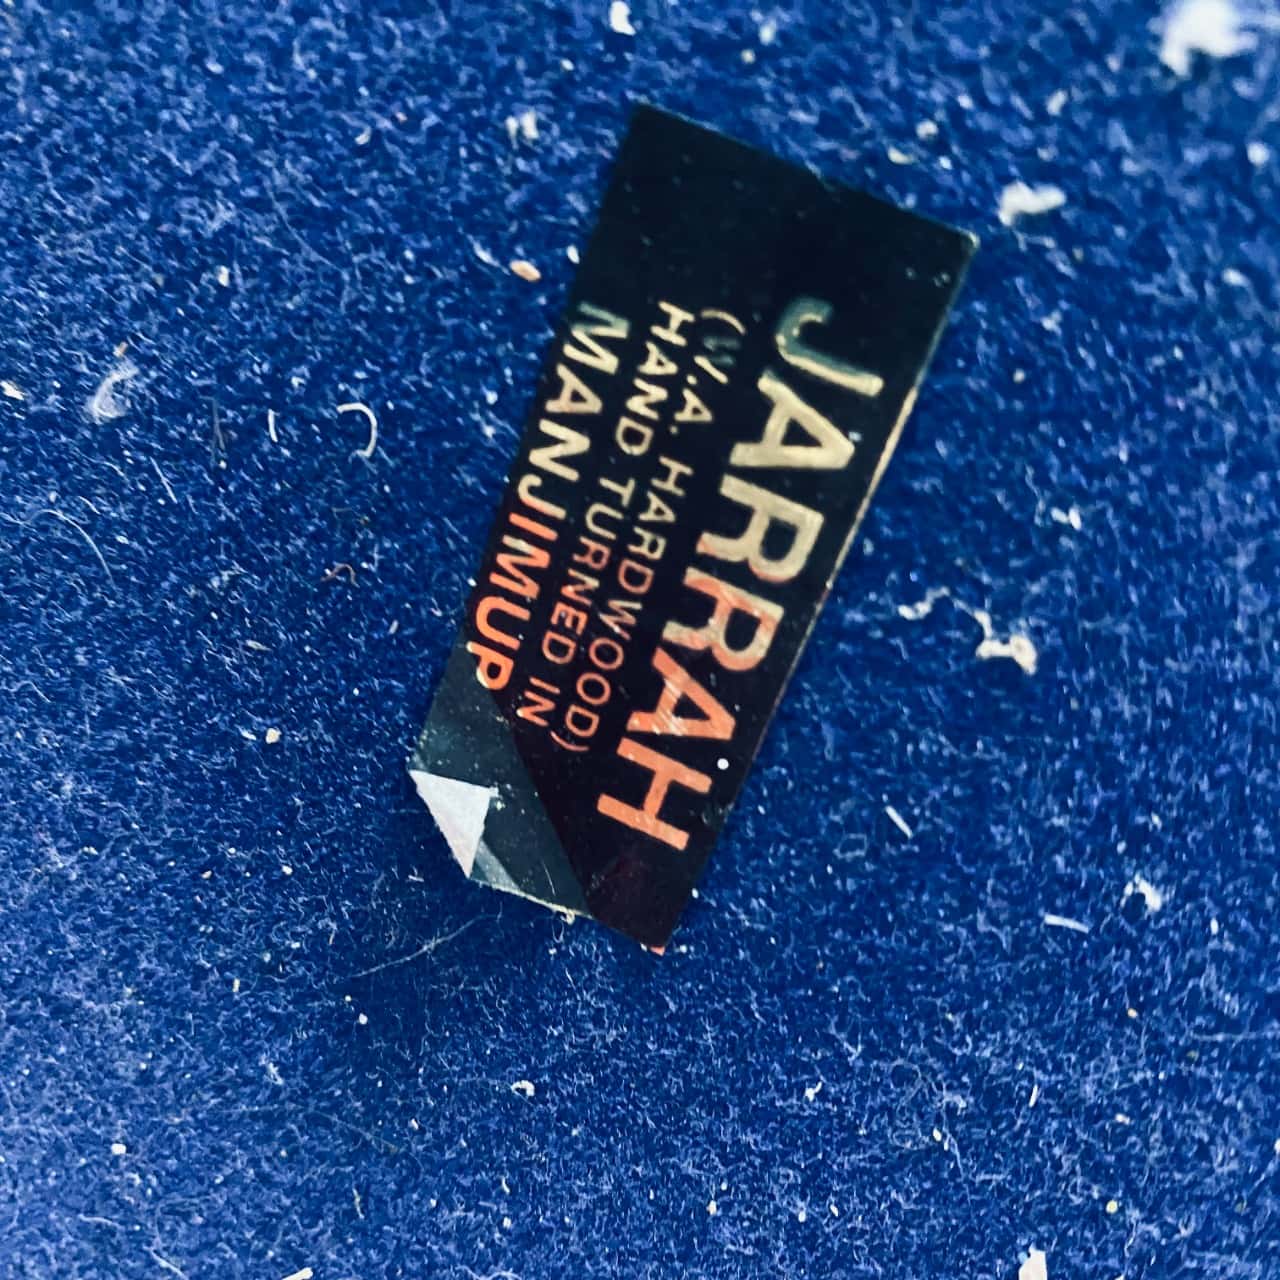 JARRAH
(W.A. HARDWOOD)
HAND TURNED IN
MANJIMUP